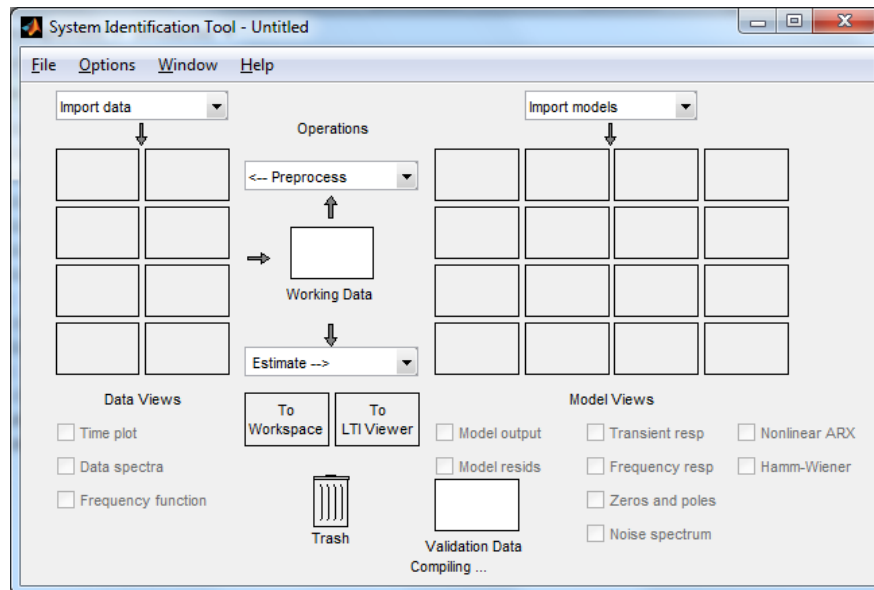 System Identification Tool - Untitled
File Options Window Help
Import data
Import models
Operations
<-- Preprocess
Working Data
Estimate -->
Data Views
Time plot
Data spectra
Frequency function
To Workspace
To LTI Viewer
Trash
Model Views
Model output
Transient resp
Nonlinear ARX
Model resids
Frequency resp
Hamm-Wiener
Zeros and poles
Noise spectrum
Validation Data
Compiling ...